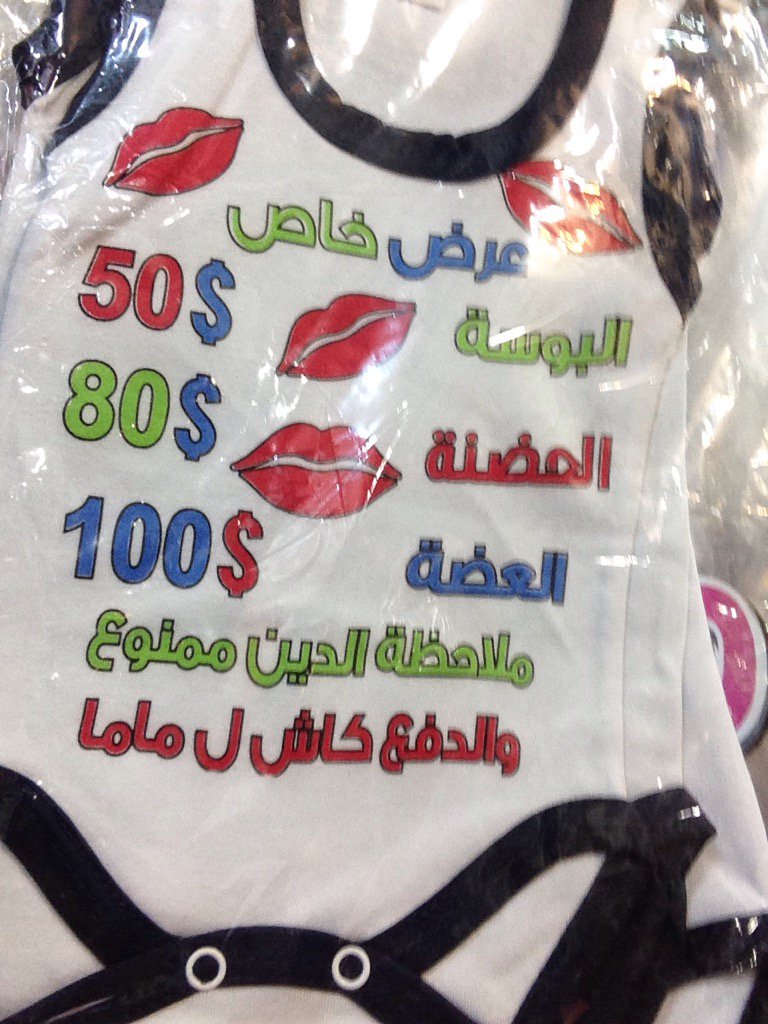 عرض خاص
البوسة 50$
الحضنة 80$
العضة 100$
ملاحظة الدين ممنوع
والدفع كاش ل ماما